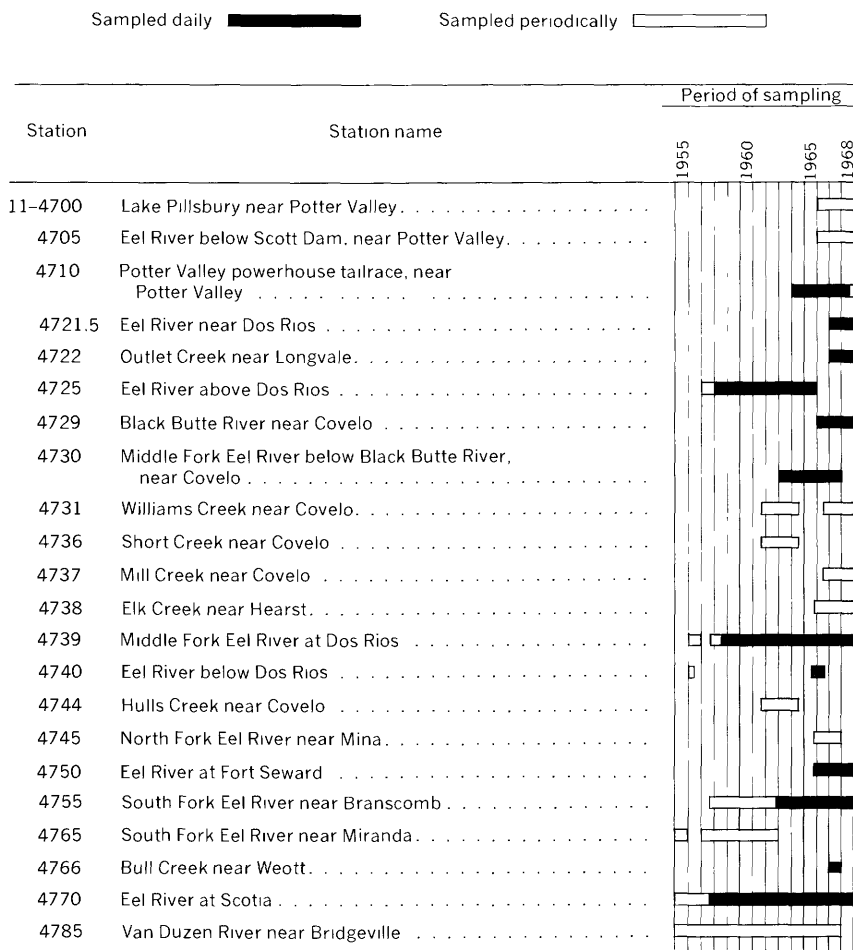 Sampled daily Sampled periodically
Period of sampling
Station Station name
1955 1960 1965 1968
11-4700 Lake Pillsbury near Potter Valley
4705 Eel River below Scott Dam, near Potter Valley
4710 Potter Valley powerhouse tailrace, near
Potter Valley
4721.5 Eel River near Dos Rios
4722 Outlet Creek near Longvale
4725 Eel River above Dos Rios
4729 Black Butte River near Covelo
4730 Middle Fork Eel River below Black Butte River,
near Covelo
4731 Williams Creek near Covelo
4736 Short Creek near Covelo
4737 Mill Creek near Covelo
4738 Elk Creek near Hearst
4739 Middle Fork Eel River at Dos Rios
4740 Eel River below Dos Rios
4744 Hulls Creek near Covelo
4745 North Fork Eel River near Mina
4750 Eel River at Fort Seward
4755 South Fork Eel River near Branscomb
4765 South Fork Eel River near Miranda
4766 Bull Creek near Weott
4770 Eel River at Scotia
4785 Van Duzen River near Bridgeville